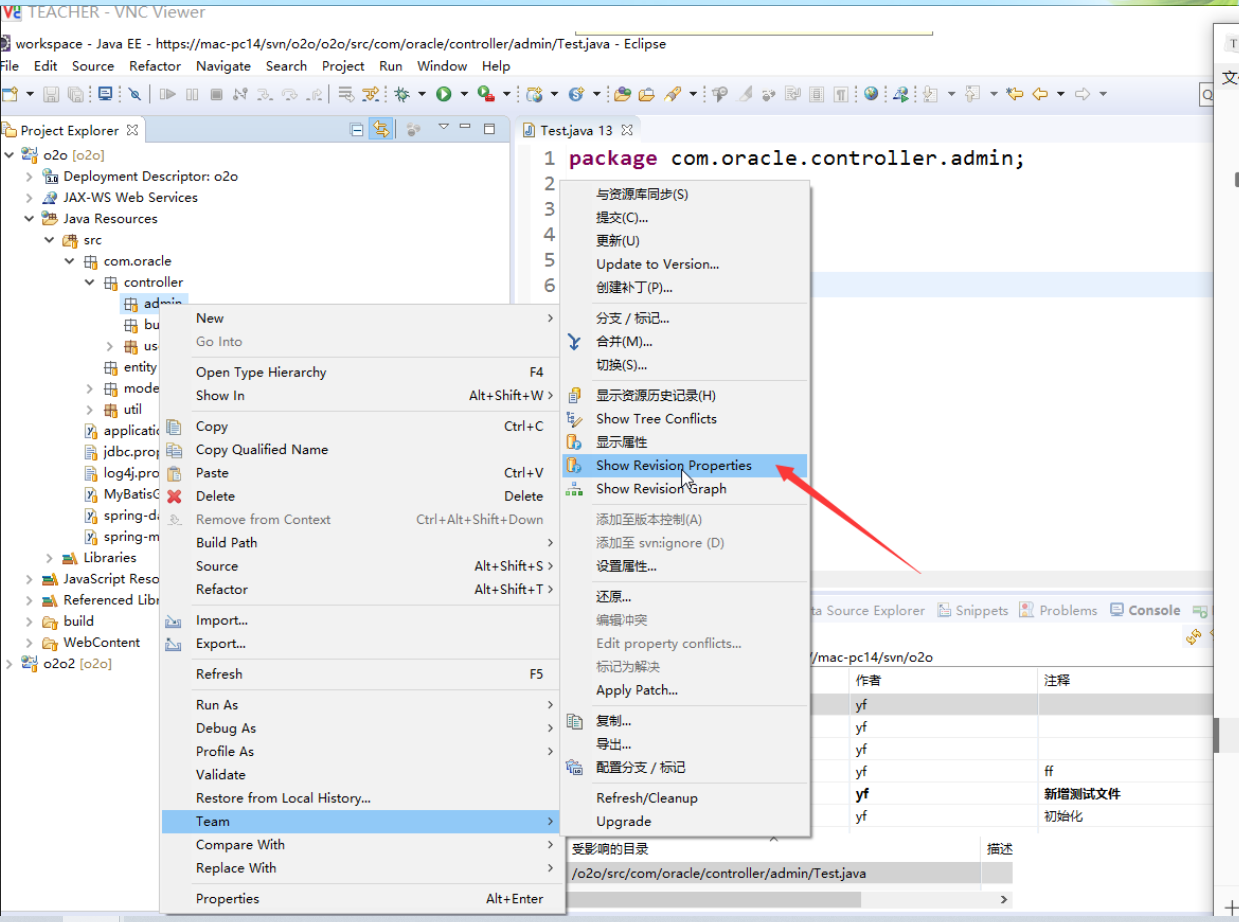 TEACHER - VNC Viewer
workspace - Java EE - https://mac-pc14/svn/o2o/o2o/src/com/oracle/controller/admin/Test.java - Eclipse
File Edit Source Refactor Navigate Search Project Run Window Help
Project Explorer
o2o [o2o]
Deployment Descriptor: o2o
JAX-WS Web Services
Java Resources
src
com.oracle
controller
admin
bu
us
entity
mode
util
applicatio
jdbc.prop
log4j.pro
MyBatisG
spring-da
spring-m
Libraries
JavaScript Reso
Referenced Libr
build
WebContent
o2o2 [o2o]
Test.java 13
1 package com.oracle.controller.admin;
2
3
4
5
6
New
Go Into
Open Type Hierarchy F4
Show In Alt+Shift+W
Copy Ctrl+C
Copy Qualified Name
Paste Ctrl+V
Delete Delete
Remove from Context Ctrl+Alt+Shift+Down
Build Path
Source Alt+Shift+S
Refactor Alt+Shift+T
Import...
Export...
Refresh F5
Run As
Debug As
Profile As
Validate
Restore from Local History...
Team
Compare With
Replace With
Properties Alt+Enter
与资源库同步(S)
提交(C)...
更新(U)
Update to Version...
创建补丁(P)...
分支 / 标记...
合并(M)...
切换(S)...
显示资源历史记录(H)
Show Tree Conflicts
显示属性
Show Revision Properties
Show Revision Graph
添加至版本控制(A)
添加至 svn:ignore (D)
设置属性...
还原...
编辑冲突
Edit property conflicts...
标记为解决
Apply Patch...
复制...
导出...
配置分支 / 标记
Refresh/Cleanup
Upgrade
ta Source Explorer Snippets Problems Console
//mac-pc14/svn/o2o
作者 注释
yf
yf
yf
yf ff
yf 新增测试文件
yf 初始化
受影响的目录 描述
/o2o/src/com/oracle/controller/admin/Test.java